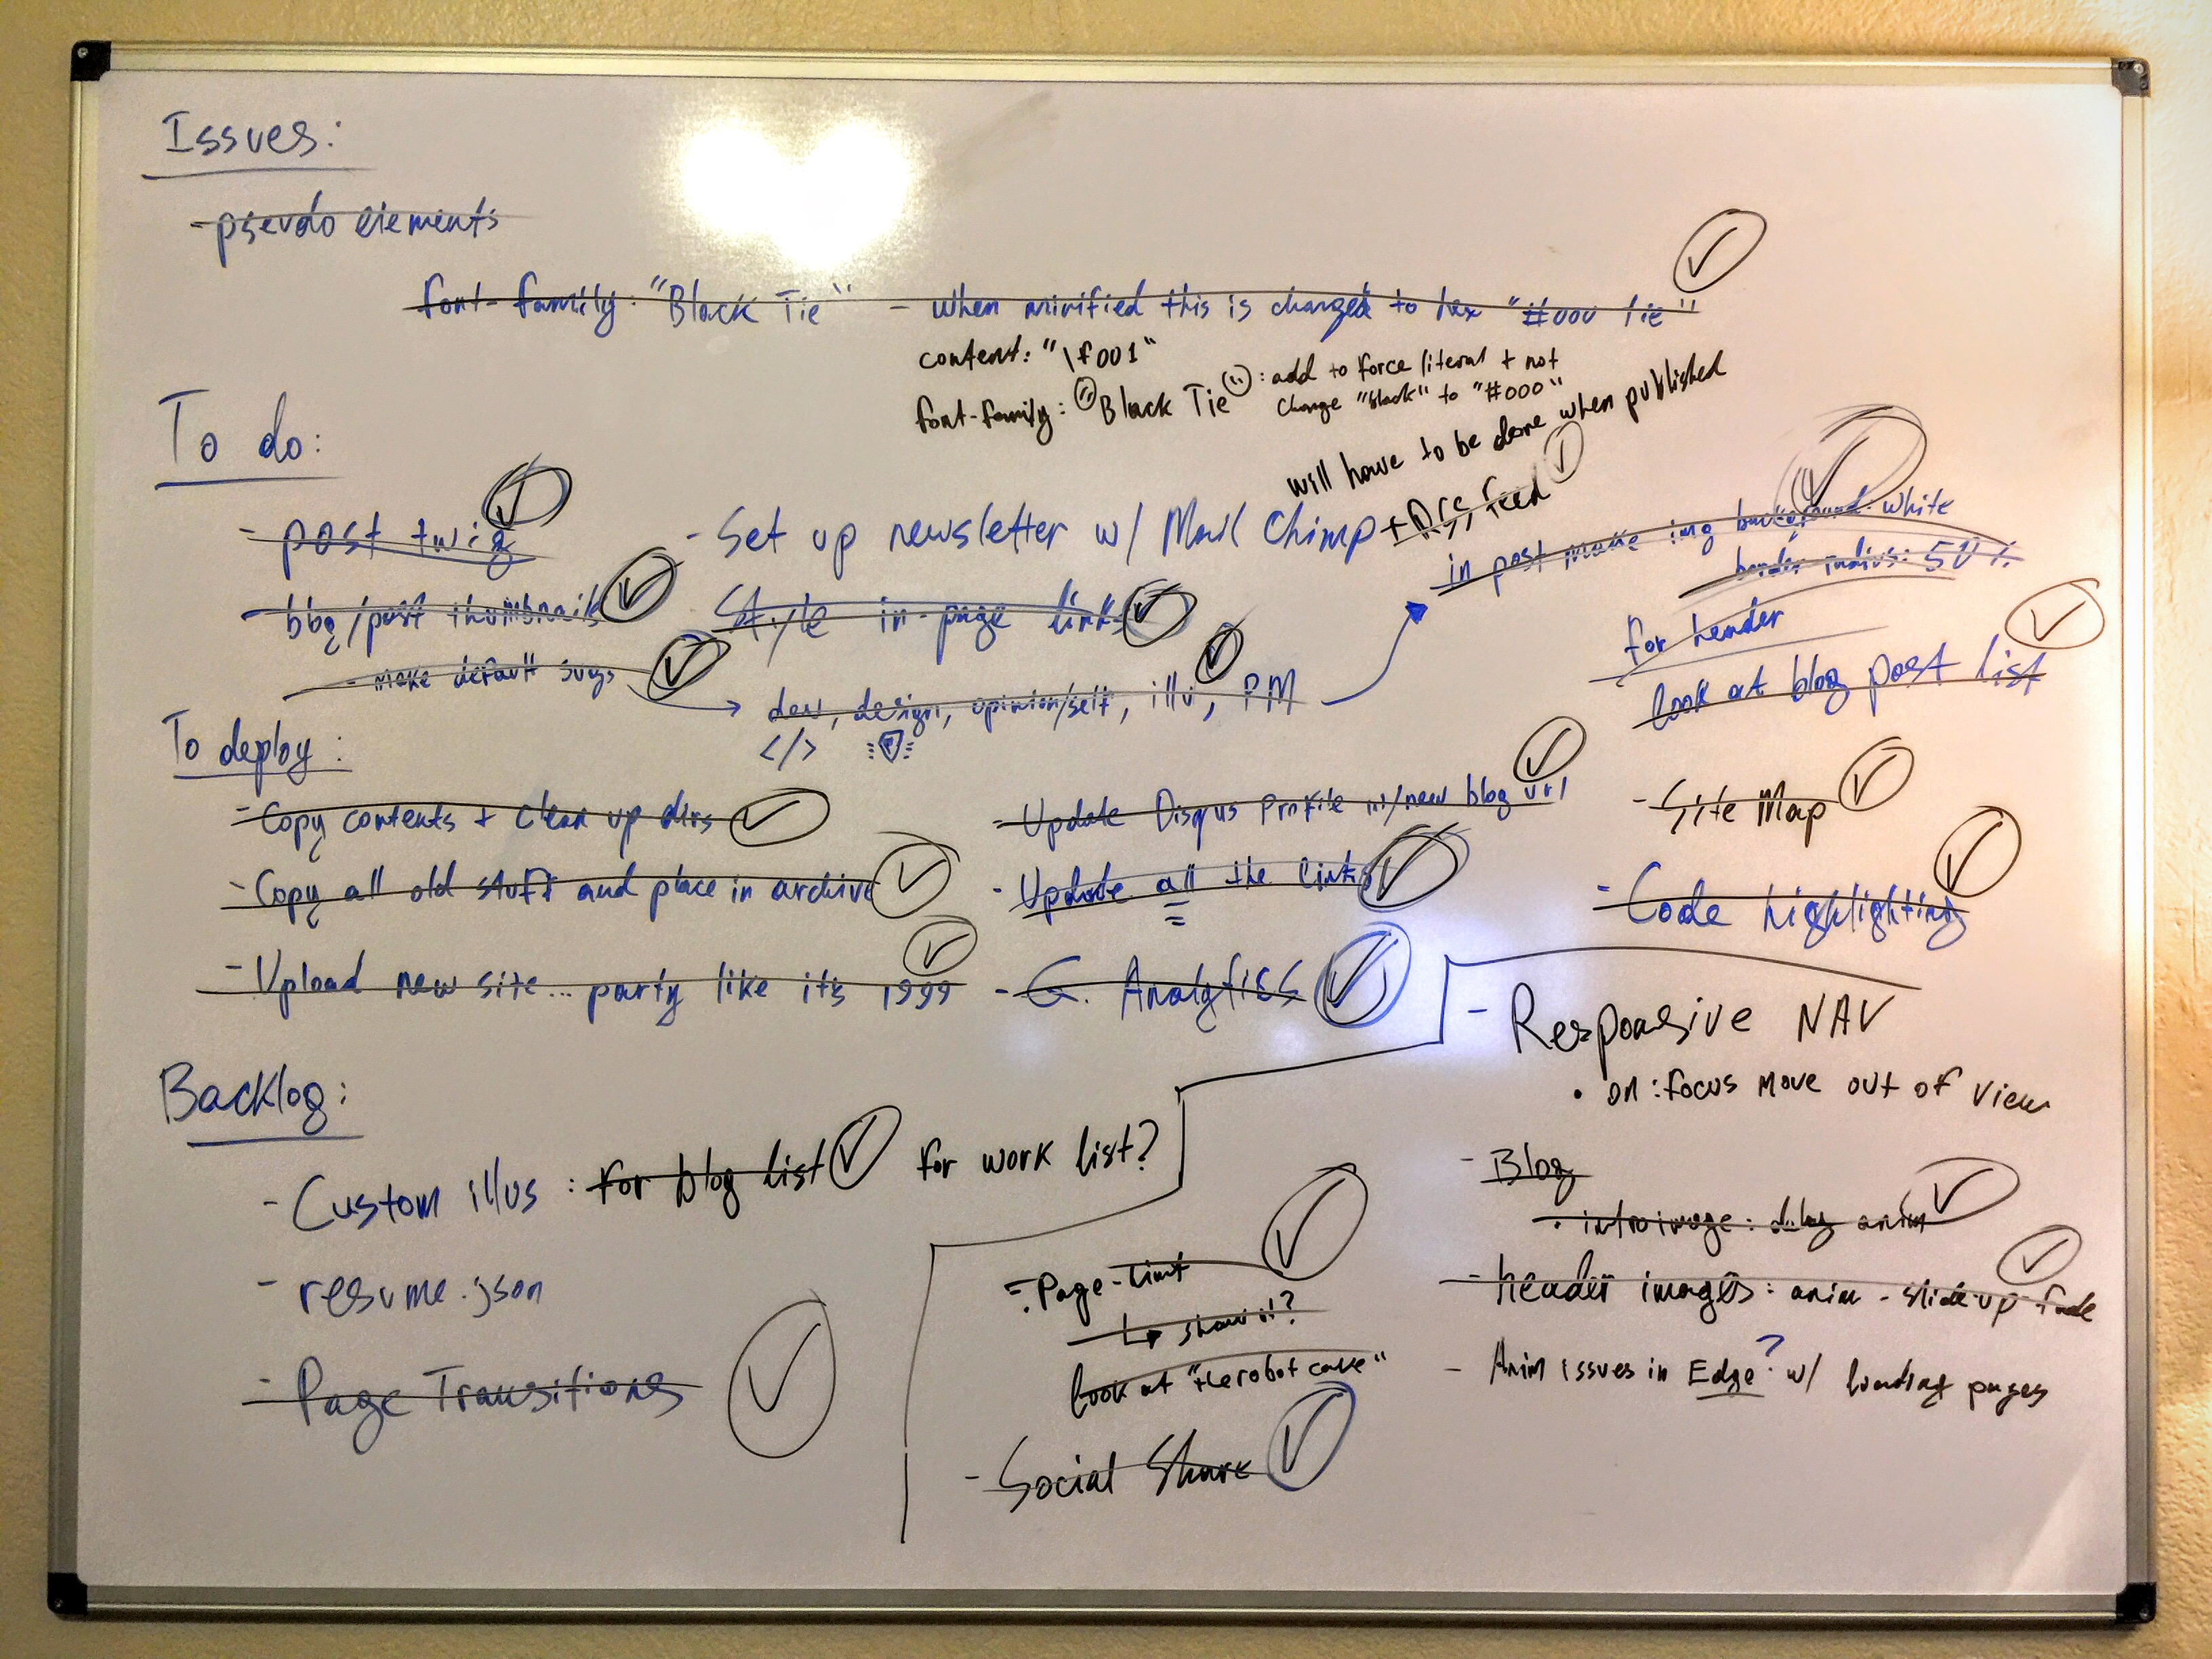 Issues:
- pseudo elements
font-family: "Black Tie" - when minified this is changed to hex "#000 Tie"
content: "\f001"
font-family: "Black Tie" : add to force literal + not
change "black" to "#000"
will have to be done when published
To do:
- post twig
- Set up newsletter w/ Mail Chimp + RSS feed
in post make img background: white
border radius: 50%
for header
- blog/post thumbnails
- Style in-page links
- make default svgs
dev, design, opinion/self, illu, PM
</>
look at blog post list
To deploy:
- Copy contents + clean up dirs
- Update Disqus Profile w/new blog url
- Site Map
- Copy all old stuff and place in archive
- Update all the links
- Code highlighting
- Upload new site... party like its 1999
- G. Analytics
Backlog:
- Custom illus : for blog list for work list?
- resume.json
- Page Transitions
- Page-
show it?
look at "the robot cave"
- Social Share
- Responsive NAV
• on :focus move out of view
- Blog
• intro image: delay anim
- header images: anim - slide-up-fade
- Anim issues in Edge? w/ loading pages